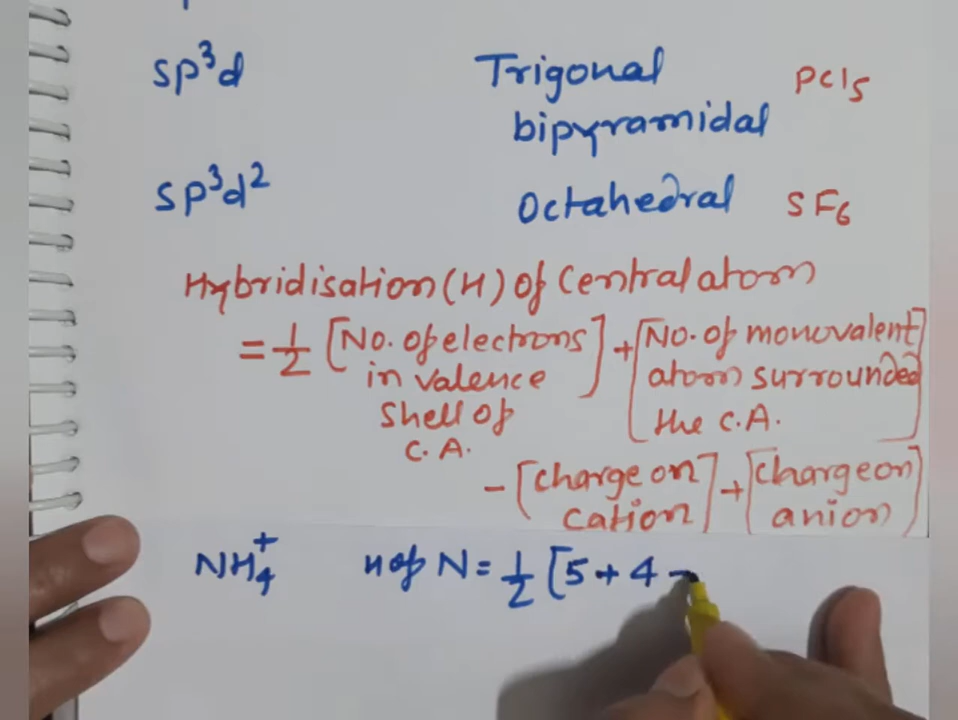 sp³d Trigonal bipyramidal PCl₅
sp³d² Octahedral SF₆
Hybridisation (H) of Central atom
= 1/2 [No. of electrons in valence shell of C.A.] + [No. of monovalent atom surrounded the C.A.
- [charge on cation] + [charge on anion]
NH₄⁺ H of N = 1/2 [5 + 4 -